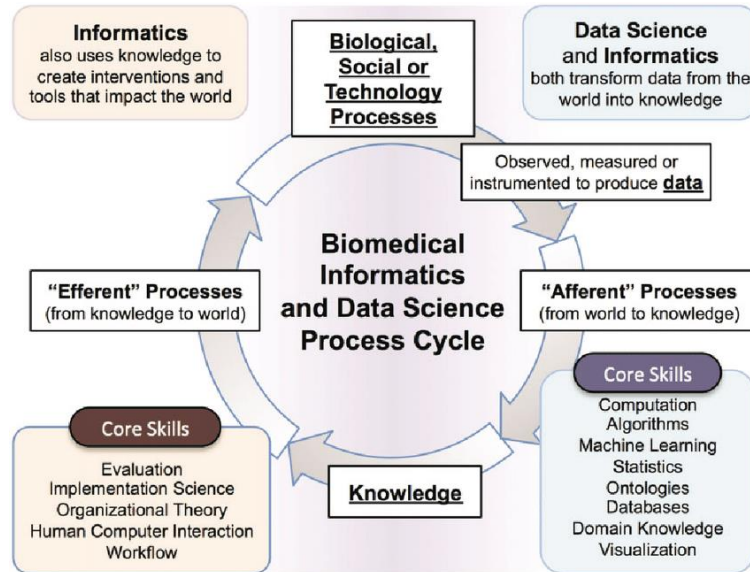 Informatics
also uses knowledge to
create interventions and
tools that impact the world
Biological,
Social or
Technology
Processes
Data Science
and Informatics
both transform data from the
world into knowledge
Observed, measured or
instrumented to produce data
Biomedical
Informatics
and Data Science
Process Cycle
“Efferent” Processes
(from knowledge to world)
“Afferent” Processes
(from world to knowledge)
Core Skills
Evaluation
Implementation Science
Organizational Theory
Human Computer Interaction
Workflow
Knowledge
Core Skills
Computation
Algorithms
Machine Learning
Statistics
Ontologies
Databases
Domain Knowledge
Visualization